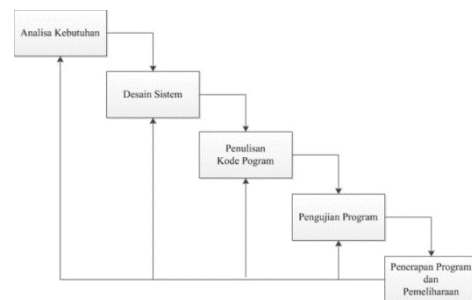 Analisa Kebutuhan
Desain Sistem
Penulisan
Kode Pogram
Pengujian Program
Penerapan Program
dan
Pemeliharaan